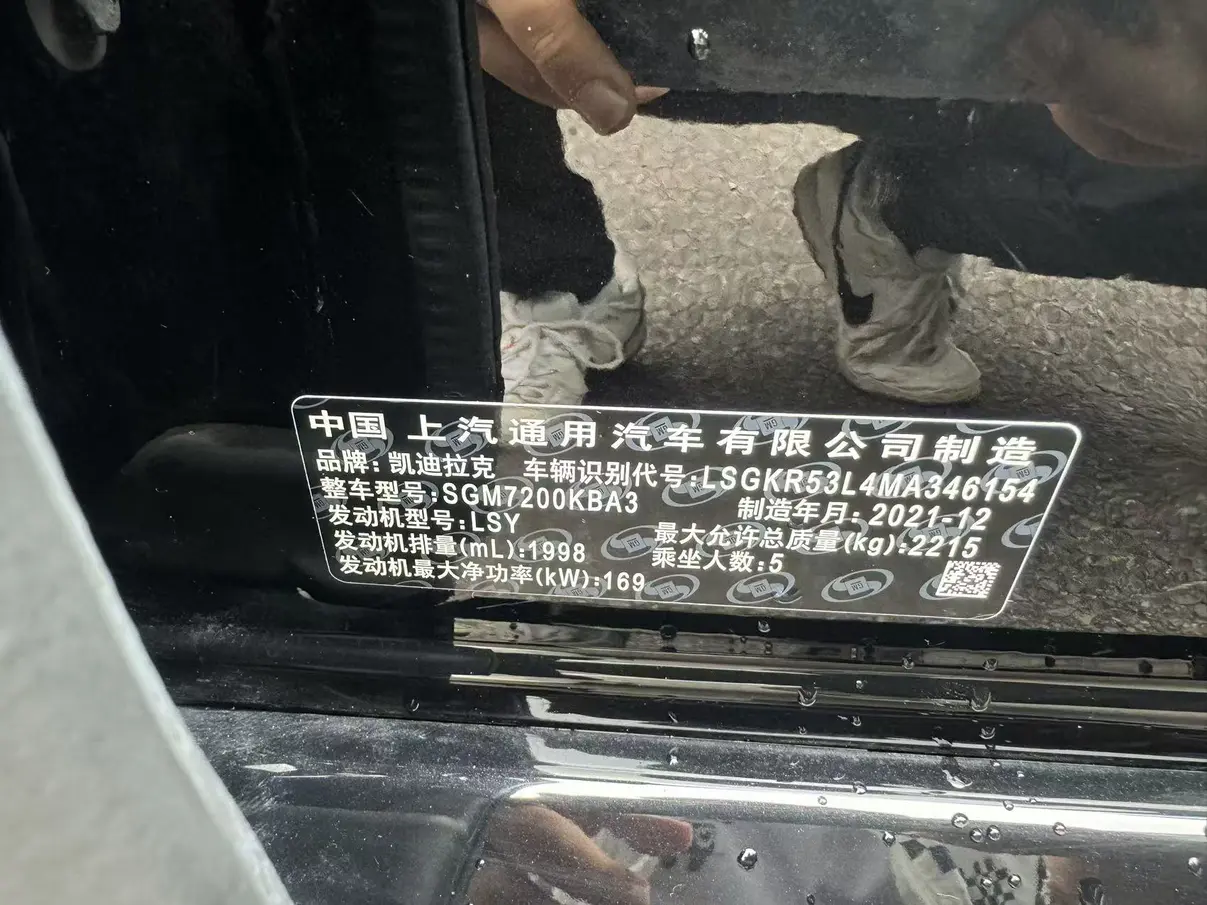 中国 上汽通用汽车有限公司制造
品牌:凯迪拉克 车辆识别代号:LSGKR53L4MA346154
整车型号:SGM7200KBA3 制造年月:2021-12
发动机型号:LSY 最大允许总质量(kg):2215
发动机排量(mL):1998 乘坐人数:5
发动机最大净功率(kW):169